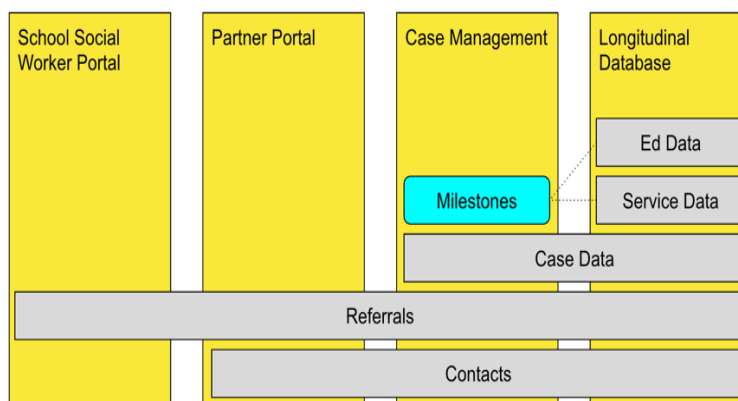 School Social
Worker Portal
Partner Portal
Case Management
Longitudinal
Database
Ed Data
Milestones
Service Data
Case Data
Referrals
Contacts